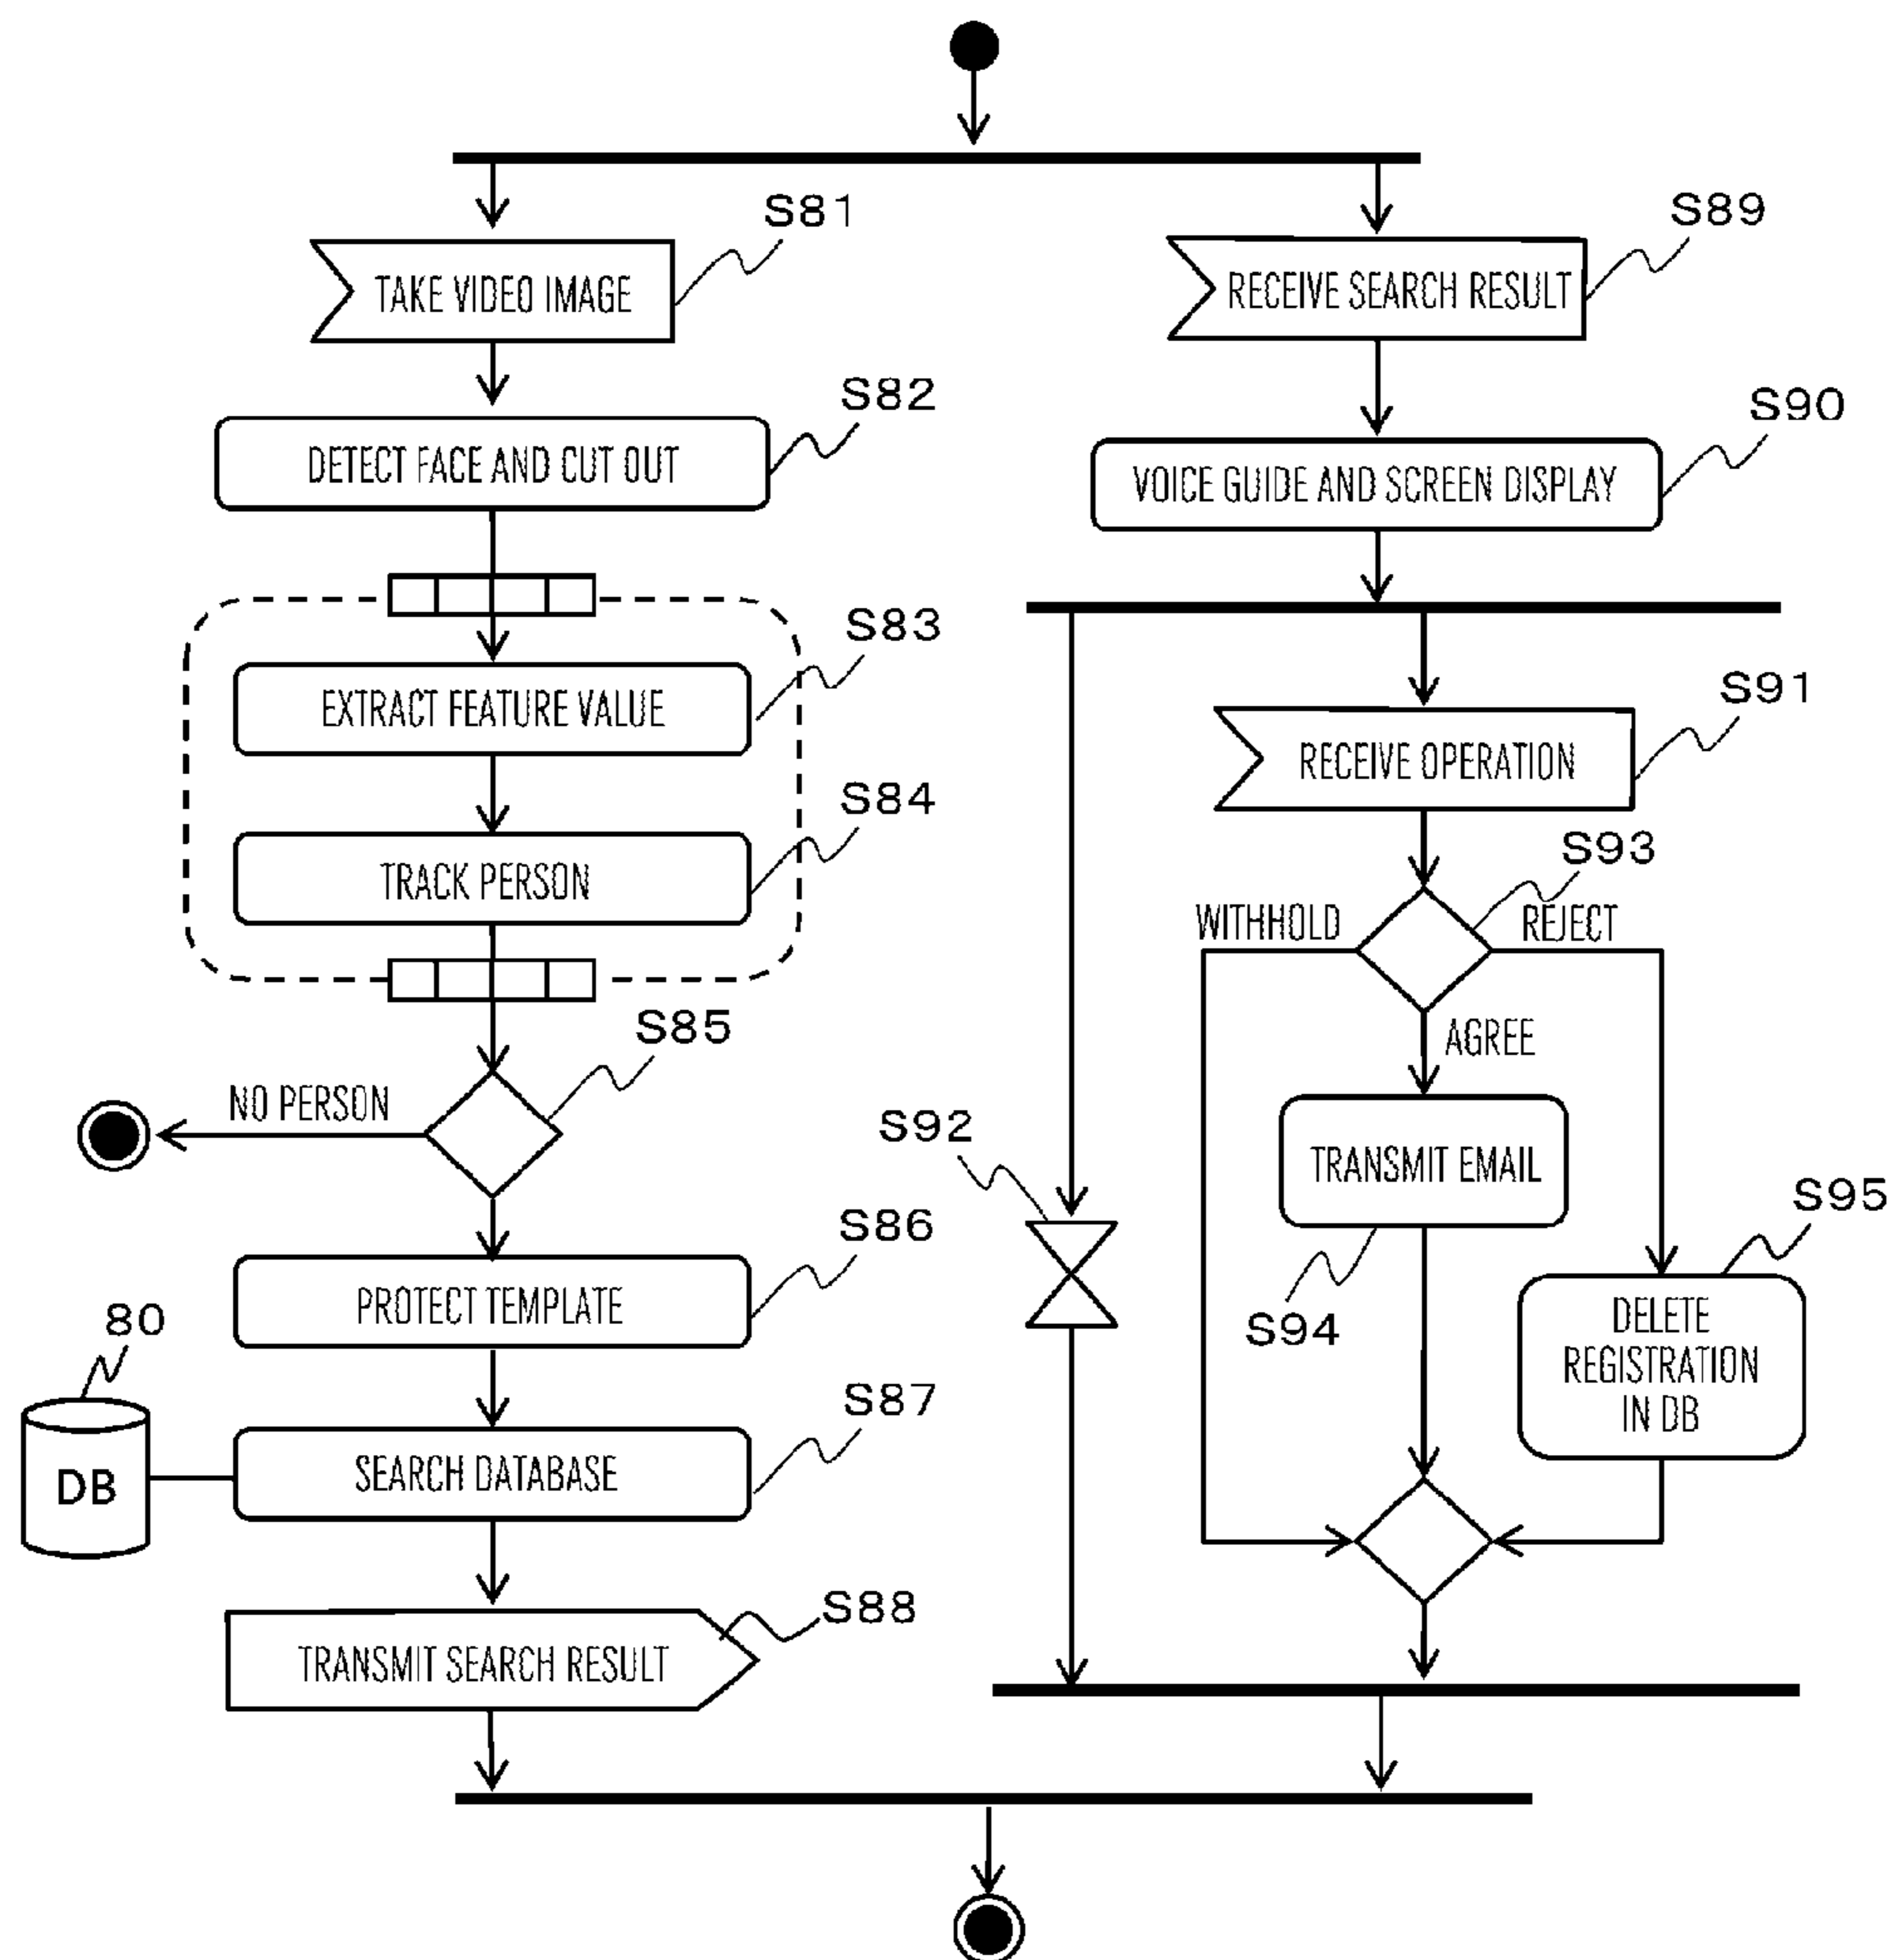 S81
TAKE VIDEO IMAGE
S82
DETECT FACE AND CUT OUT
S83
EXTRACT FEATURE VALUE
S84
TRACK PERSON
S85
NO PERSON
S86
PROTECT TEMPLATE
80
DB
S87
SEARCH DATABASE
S88
TRANSMIT SEARCH RESULT
S89
RECEIVE SEARCH RESULT
S90
VOICE GUIDE AND SCREEN DISPLAY
S91
RECEIVE OPERATION
S92
S93
WITHHOLD
REJECT
AGREE
TRANSMIT EMAIL
S94
S95
DELETE
REGISTRATION
IN DB